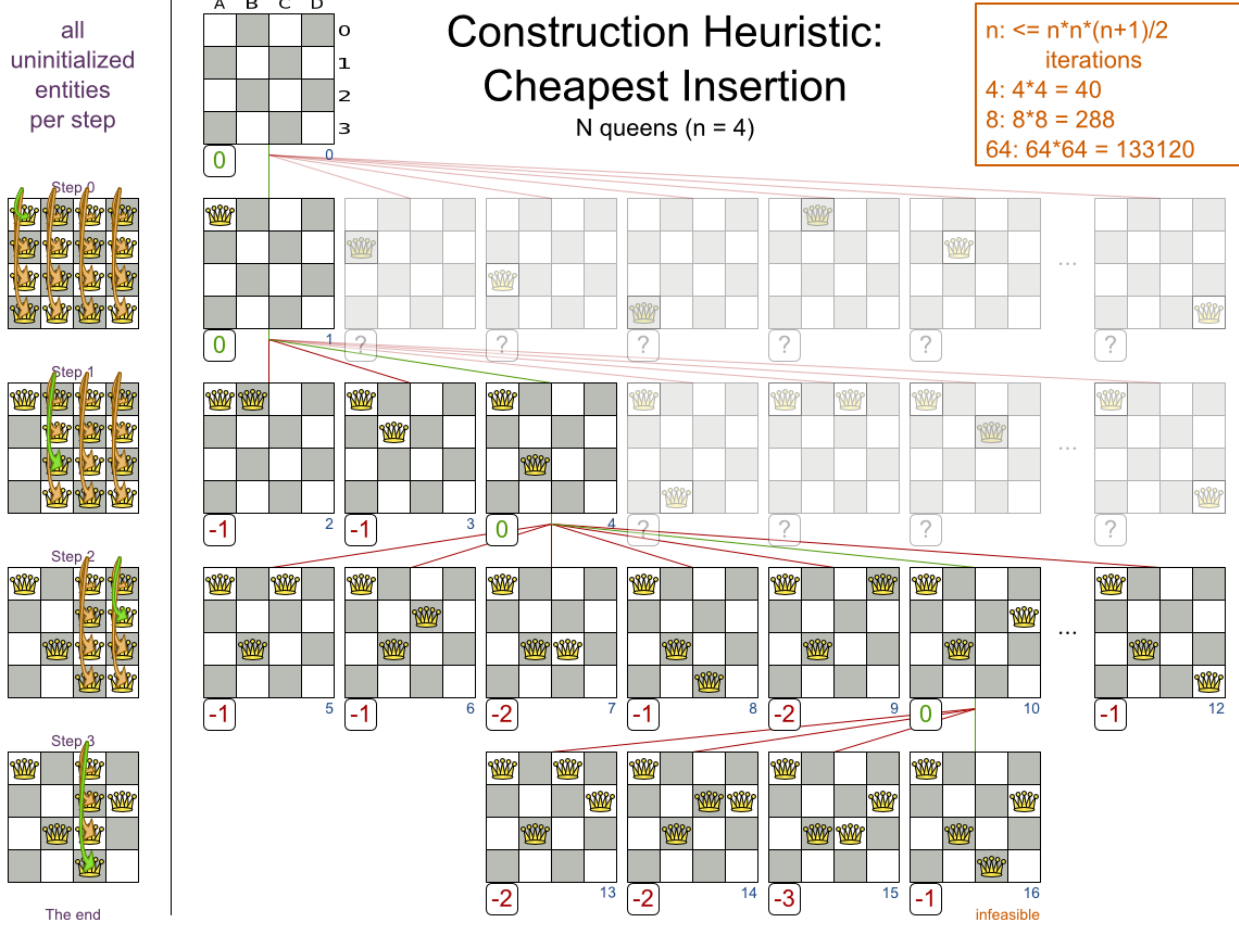 all
uninitialized
entities
per step
A B C D
0
1
2
3
Construction Heuristic:
Cheapest Insertion
N queens (n = 4)
n: <= n*n*(n+1)/2
iterations
4: 4*4 = 40
8: 8*8 = 288
64: 64*64 = 133120
0 0
Step 0
...
0 1 ? ? ? ? ? ?
Step 1
...
-1 2 -1 3 0 4 ? ? ? ?
Step 2
...
-1 5 -1 6 -2 7 -1 8 -2 9 0 10 -1 12
Step 3
-2 13 -2 14 -3 15 -1 16
The end
infeasible